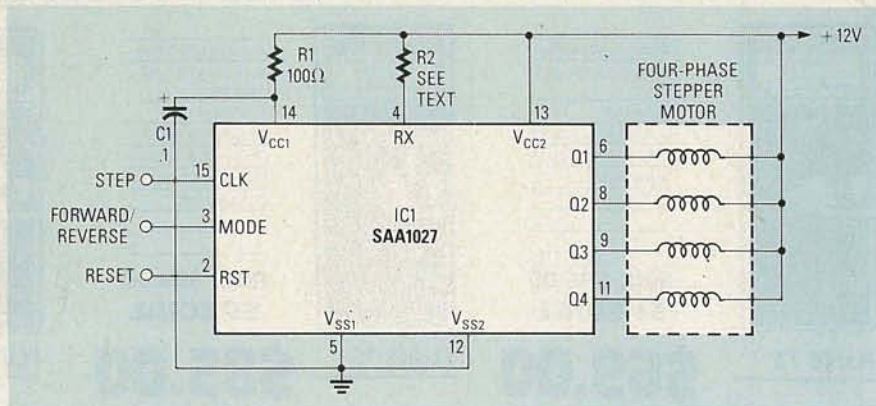 +12V
R1
100Ω
R2
SEE
TEXT
FOUR-PHASE
STEPPER
MOTOR
+
C1
.1
14
4
13
VCC1
RX
VCC2
STEP
15
CLK
Q1
6
FORWARD/
REVERSE
3
MODE
IC1
SAA1027
Q2
8
Q3
9
RESET
2
RST
Q4
11
VSS1
VSS2
5
12